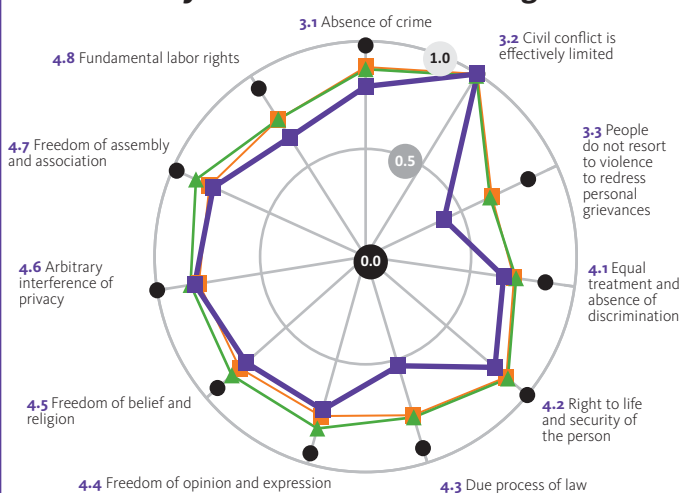 3.1 Absence of crime
1.0
3.2 Civil conflict is
effectively limited
4.8 Fundamental labor rights
3.3 People
do not resort
to violence
to redress
personal
grievances
4.7 Freedom of assembly
and association
0.5
0.0
4.6 Arbitrary
interference of
privacy
4.1 Equal
treatment and
absence of
discrimination
4.5 Freedom of belief and
religion
4.2 Right to life
and security of
the person
4.4 Freedom of opinion and expression
4.3 Due process of law